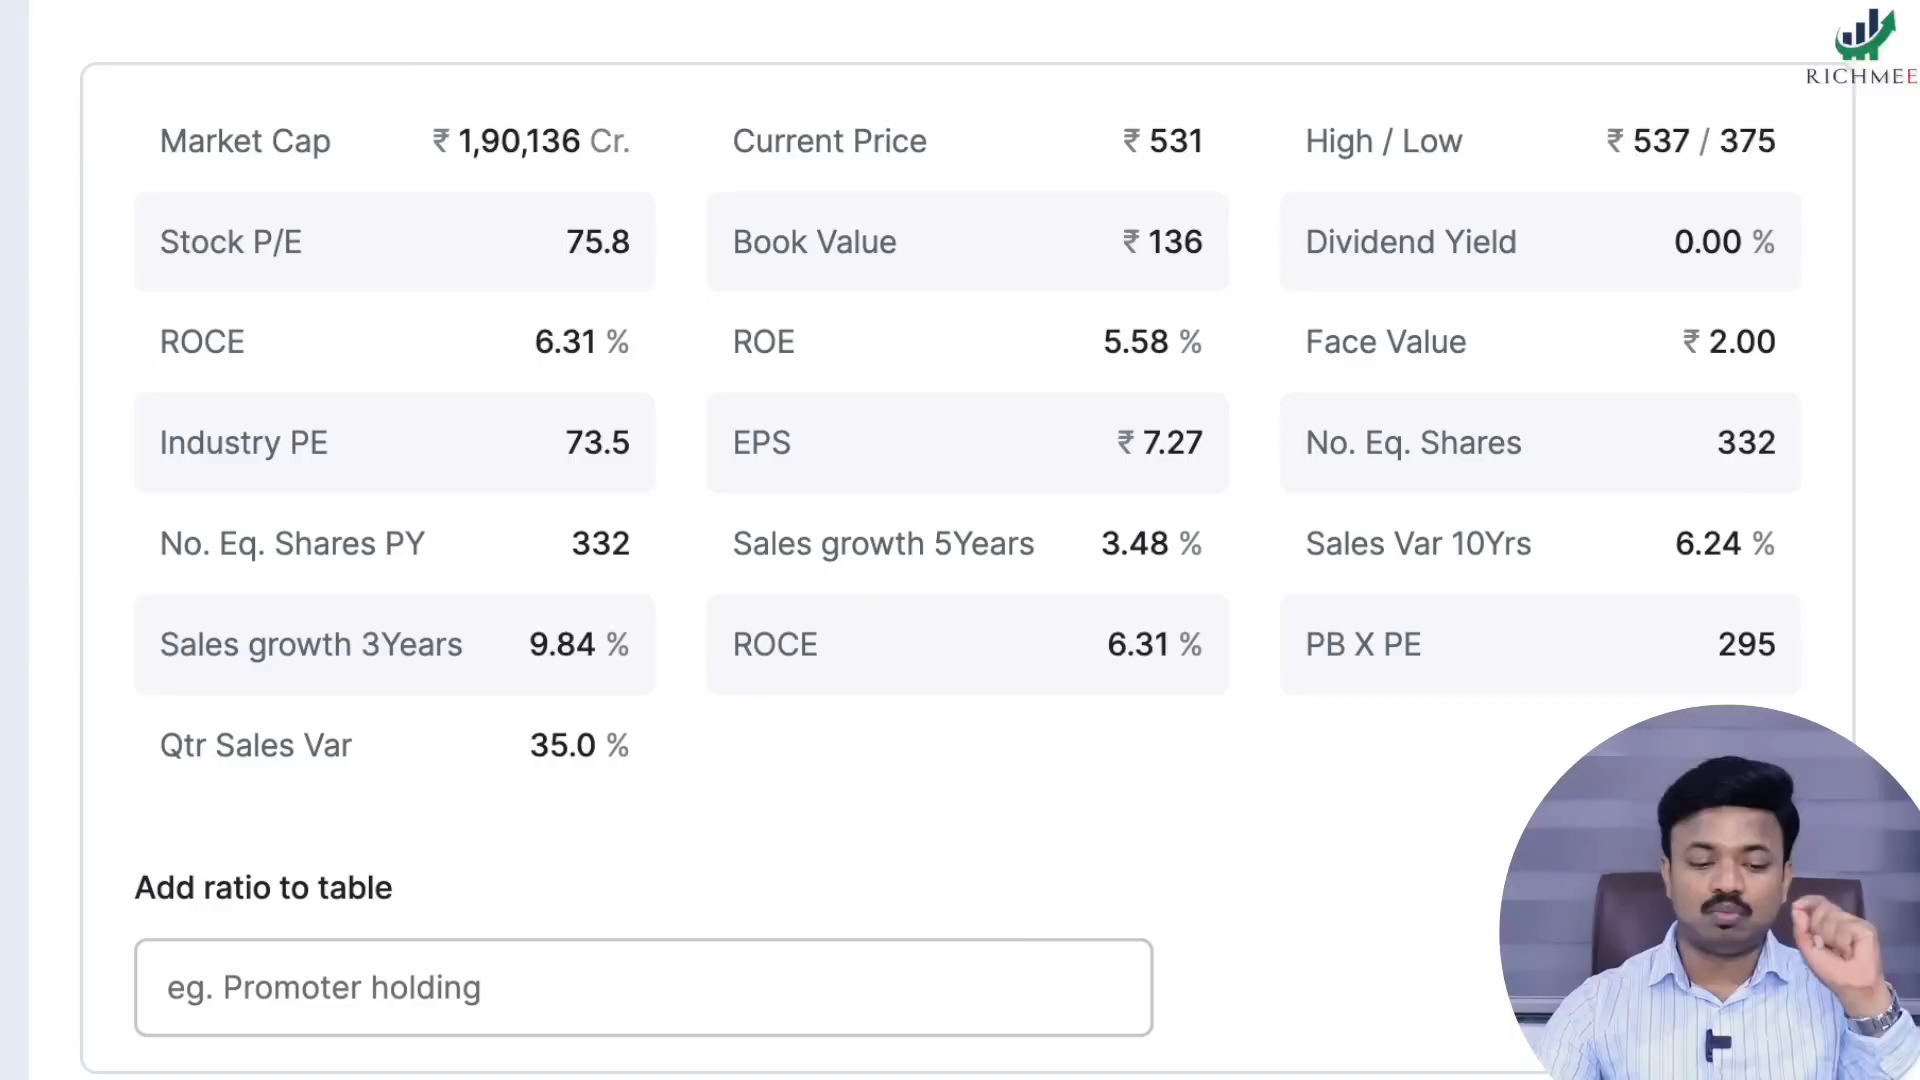 RICHMEE
Market Cap ₹ 1,90,136 Cr. Current Price ₹ 531 High / Low ₹ 537 / 375
Stock P/E 75.8 Book Value ₹ 136 Dividend Yield 0.00 %
ROCE 6.31 % ROE 5.58 % Face Value ₹ 2.00
Industry PE 73.5 EPS ₹ 7.27 No. Eq. Shares 332
No. Eq. Shares PY 332 Sales growth 5Years 3.48 % Sales Var 10Yrs 6.24 %
Sales growth 3Years 9.84 % ROCE 6.31 % PB X PE 295
Qtr Sales Var 35.0 %
Add ratio to table
eg. Promoter holding